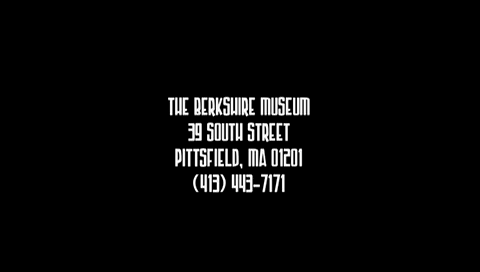 THE BERKSHIRE MUSEUM
39 SOUTH STREET
PITTSFIELD, MA 01201
(413) 443-7171